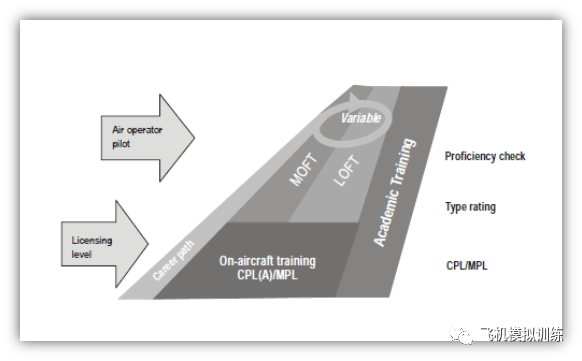 Air operator
pilot
Variable
MOFT
LOFT
Academic Training
Proficiency check
Type rating
Licensing
level
Career path
On-aircraft training
CPL(A)/MPL
CPL/MPL
飞机模拟训练